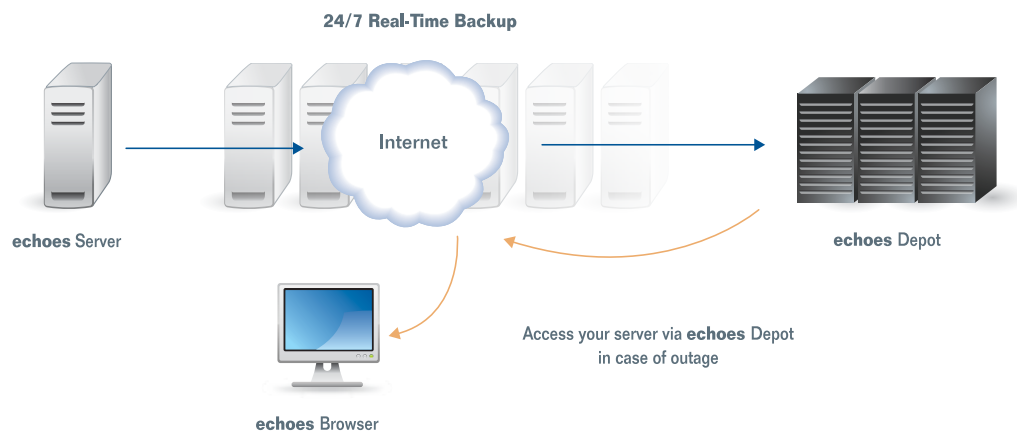 24/7 Real-Time Backup
Internet
echoes Server
echoes Depot
Access your server via echoes Depot
in case of outage
echoes Browser